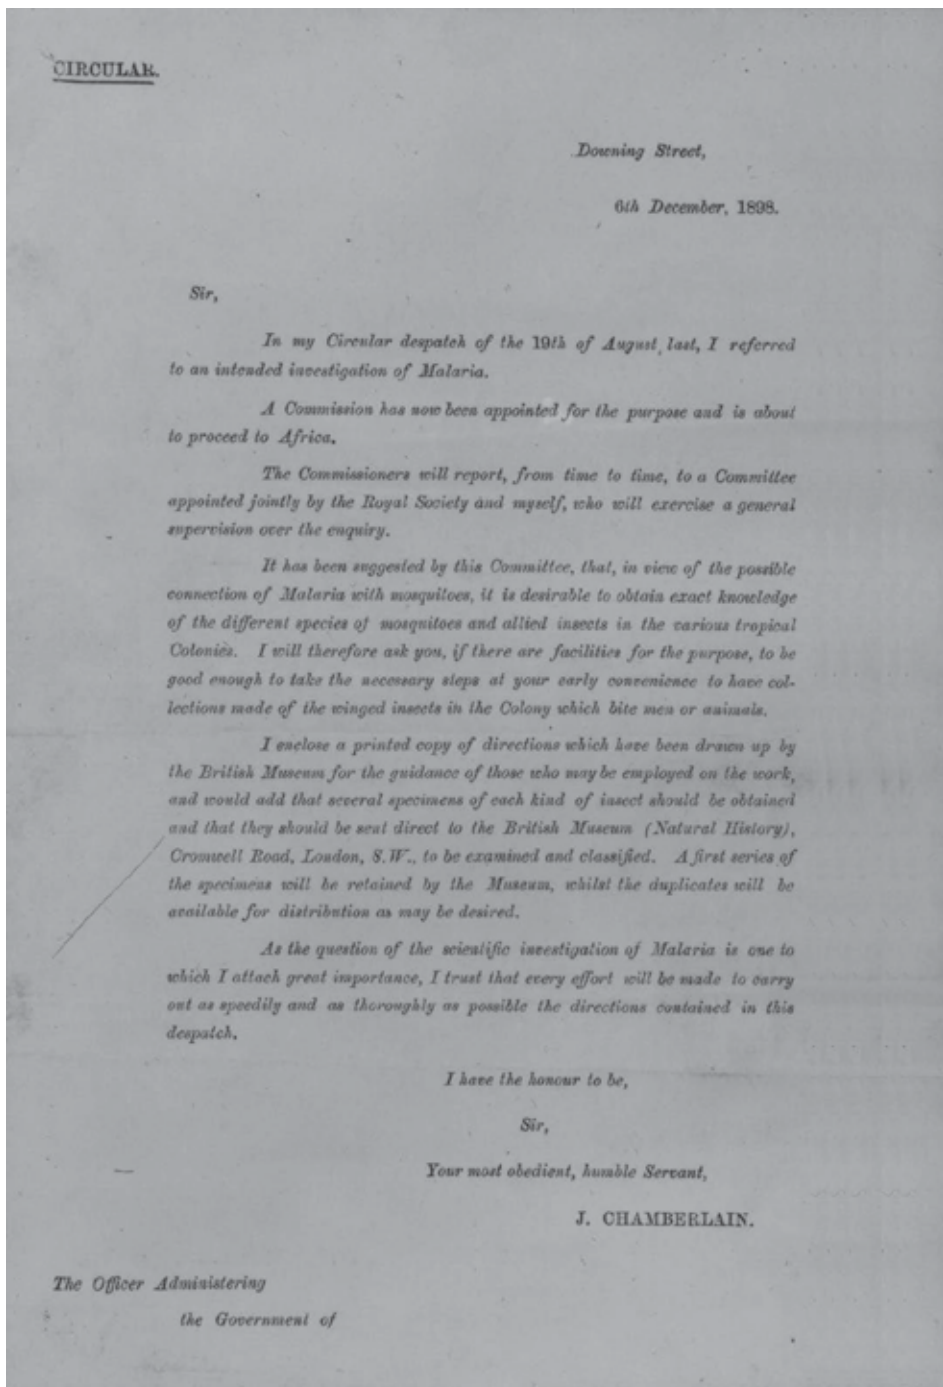 CIRCULAR.
Downing Street,
6th December, 1898.
Sir,
In my Circular despatch of the 19th of August, last, I referred
to an intended investigation of Malaria.
A Commission has now been appointed for the purpose and is about
to proceed to Africa.
The Commissioners will report, from time to time, to a Committee
appointed jointly by the Royal Society and myself, who will exercise a general
supervision over the enquiry.
It has been suggested by this Committee, that, in view of the possible
connection of Malaria with mosquitoes, it is desirable to obtain exact knowledge
of the different species of mosquitoes and allied insects in the various tropical
Colonies. I will therefore ask you, if there are facilities for the purpose, to be
good enough to take the necessary steps at your early convenience to have col-
lections made of the winged insects in the Colony which bite men or animals.
I enclose a printed copy of directions which have been drawn up by
the British Museum for the guidance of those who may be employed on the work,
and would add that several specimens of each kind of insect should be obtained
and that they should be sent direct to the British Museum (Natural History),
Cromwell Road, London, S.W., to be examined and classified. A first series of
the specimens will be retained by the Museum, whilst the duplicates will be
available for distribution as may be desired.
As the question of the scientific investigation of Malaria is one to
which I attach great importance, I trust that every effort will be made to carry
out as speedily and as thoroughly as possible the directions contained in this
despatch.
I have the honour to be,
Sir,
Your most obedient, humble Servant,
J. CHAMBERLAIN.
The Officer Administering
the Government of